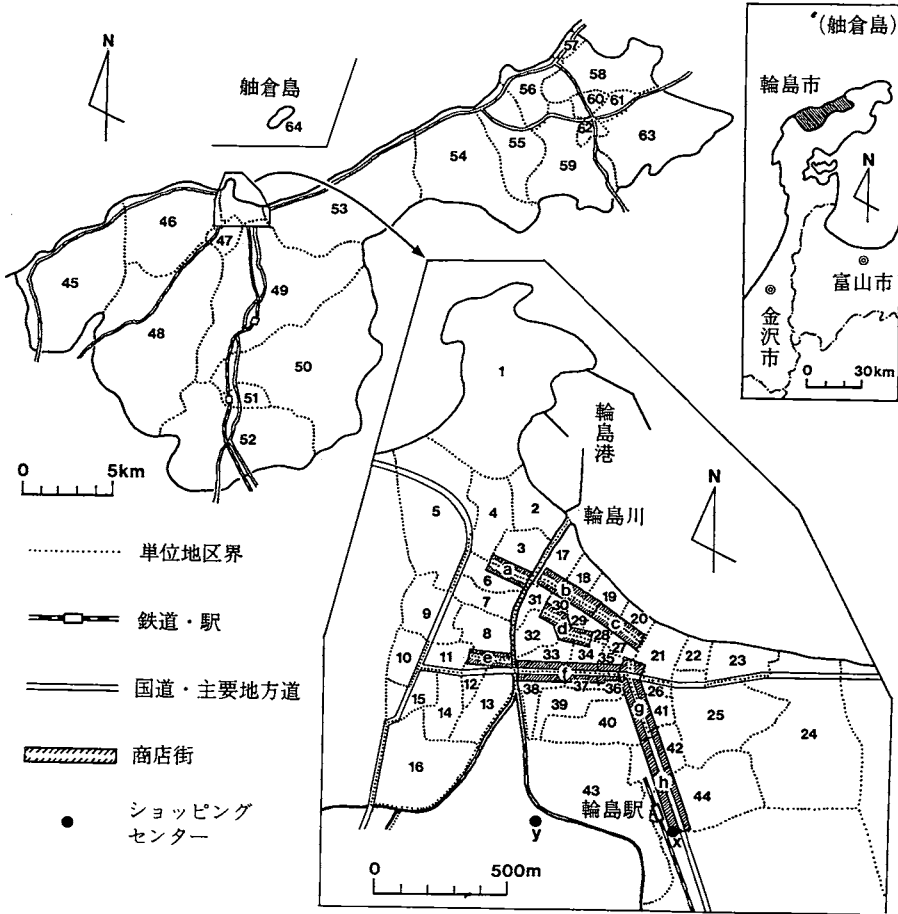 N
舳倉島
64
57
58
56
60
61
62
63
55
59
54
53
46
47
45
48
49
50
51
52
0 5km
単位地区界
鉄道・駅
国道・主要地方道
商店街
ショッピング
センター
(舳倉島)
輪島市
N
富山市
金沢市
0 30km
1
輪島港
N
輪島川
5
4
2
3
17
a
18
b
6
30
19
31
7
29
c
20
d
9
28
8
32
27
21
22
23
10
11
e
33
34
35
f
12
37
36
26
15
38
g
14
13
39
41
25
24
40
42
16
43
h
44
輪島駅
y
x
0 500m